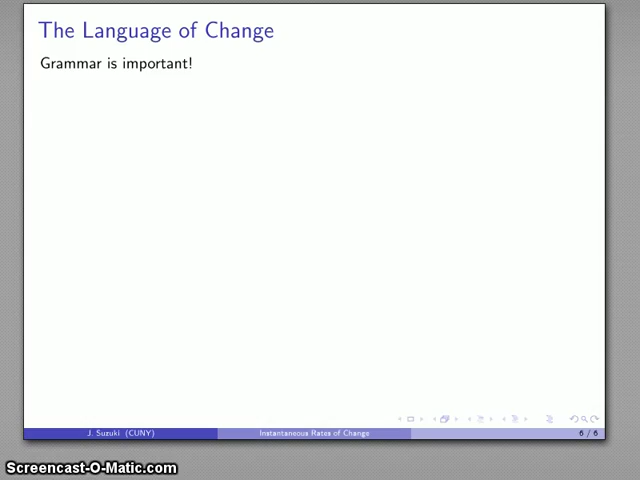 The Language of Change
Grammar is important!
J. Suzuki (CUNY)
Instantaneous Rates of Change
6 / 6
Screencast-O-Matic.com